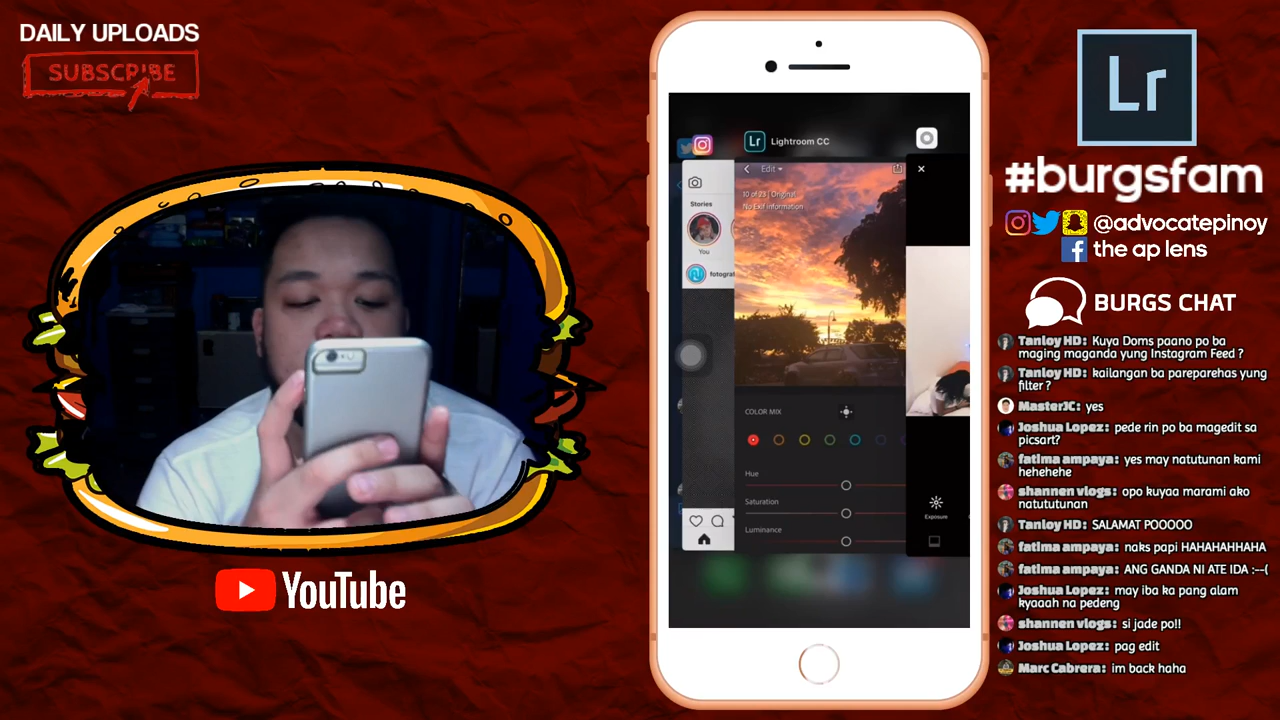 DAILY UPLOADS
SUBSCRIBE
YouTube
Lr Lightroom CC
Edit
10 of 23 | Original
No Exif information
Stories
You
fotograf
COLOR MIX
Hue
Saturation
Luminance
Exposure
Lr
#burgsfam
@advocatepinoy
the ap lens
BURGS CHAT
Tanloy HD: Kuya Doms paano po ba
maging maganda yung Instagram Feed ?
Tanloy HD: kailangan ba pareparehas yung
filter ?
MasterJC: yes
Joshua Lopez: pede rin po ba magedit sa
picsart?
fatima ampaya: yes may natutunan kami
hehehehe
shannen vlogs: opo kuyaa marami ako
natututunan
Tanloy HD: SALAMAT POOOOO
fatima ampaya: naks papi HAHAHAHHAHA
fatima ampaya: ANG GANDA NI ATE IDA :--(
Joshua Lopez: may iba ka pang alam
kyaaah na pedeng
shannen vlogs: si jade po!!
Joshua Lopez: pag edit
Marc Cabrera: im back haha